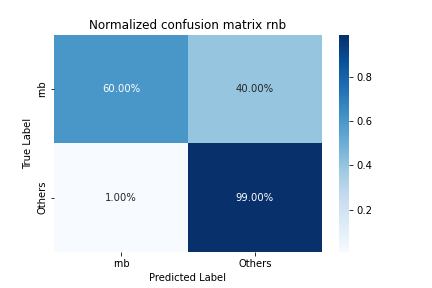 Normalized confusion matrix rnb
True Label
rnb
60.00%
40.00%
Others
1.00%
99.00%
rnb
Others
Predicted Label
0.8
0.6
0.4
0.2